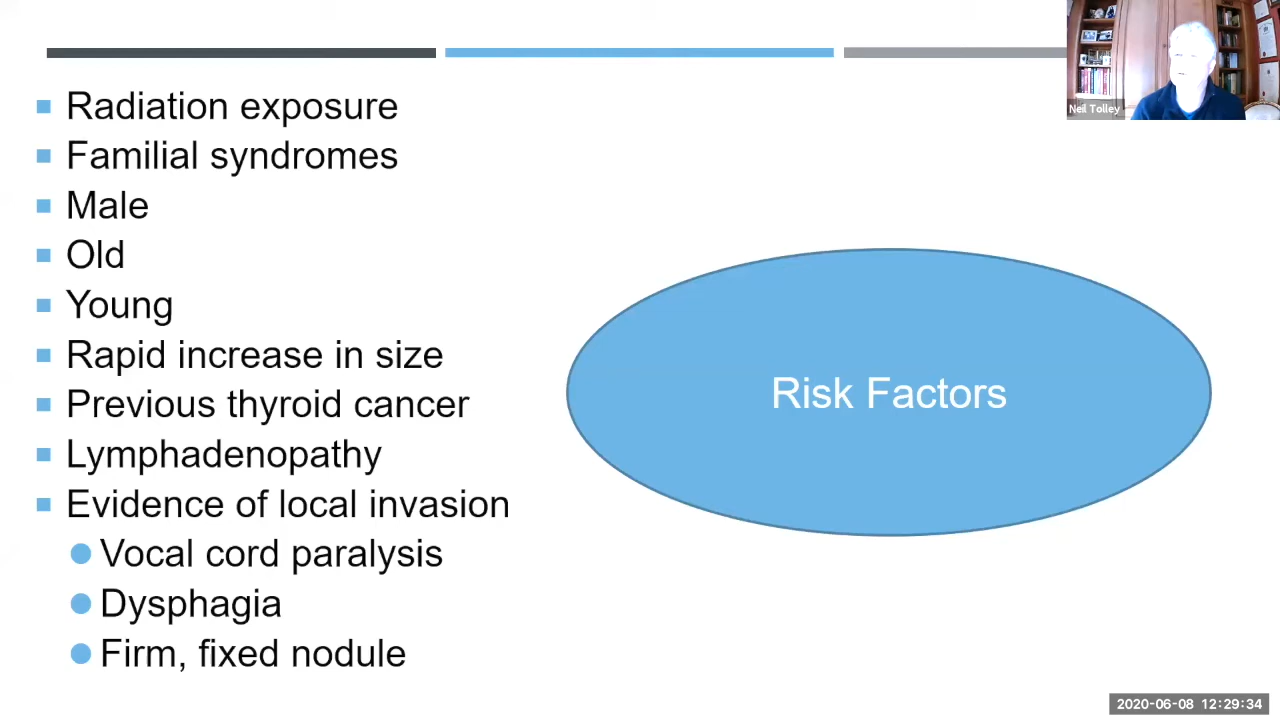 Radiation exposure
Familial syndromes
Male
Old
Young
Rapid increase in size
Previous thyroid cancer
Lymphadenopathy
Evidence of local invasion
Vocal cord paralysis
Dysphagia
Firm, fixed nodule
Risk Factors
Neil Tolley
2020-06-08 12:29:34